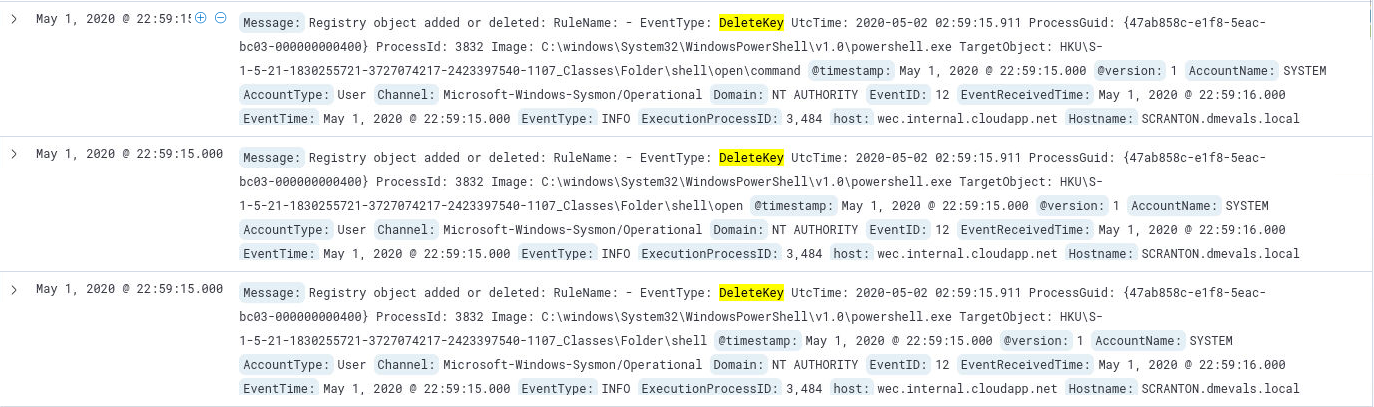 May 1, 2020 @ 22:59:15
Message: Registry object added or deleted: RuleName: - EventType: DeleteKey UtcTime: 2020-05-02 02:59:15.911 ProcessGuid: {47ab858c-e1f8-5eac-
bc03-000000000400} ProcessId: 3832 Image: C:\windows\System32\WindowsPowerShell\v1.0\powershell.exe TargetObject: HKU\S-
1-5-21-1830255721-3727074217-2423397540-1107_Classes\Folder\shell\open\command @timestamp: May 1, 2020 @ 22:59:15.000 @version: 1 AccountName: SYSTEM
AccountType: User Channel: Microsoft-Windows-Sysmon/Operational Domain: NT AUTHORITY EventID: 12 EventReceivedTime: May 1, 2020 @ 22:59:16.000
EventTime: May 1, 2020 @ 22:59:15.000 EventType: INFO ExecutionProcessID: 3,484 host: wec.internal.cloudapp.net Hostname: SCRANTON.dmevals.local
May 1, 2020 @ 22:59:15.000
Message: Registry object added or deleted: RuleName: - EventType: DeleteKey UtcTime: 2020-05-02 02:59:15.911 ProcessGuid: {47ab858c-e1f8-5eac-
bc03-000000000400} ProcessId: 3832 Image: C:\windows\System32\WindowsPowerShell\v1.0\powershell.exe TargetObject: HKU\S-
1-5-21-1830255721-3727074217-2423397540-1107_Classes\Folder\shell\open @timestamp: May 1, 2020 @ 22:59:15.000 @version: 1 AccountName: SYSTEM
AccountType: User Channel: Microsoft-Windows-Sysmon/Operational Domain: NT AUTHORITY EventID: 12 EventReceivedTime: May 1, 2020 @ 22:59:16.000
EventTime: May 1, 2020 @ 22:59:15.000 EventType: INFO ExecutionProcessID: 3,484 host: wec.internal.cloudapp.net Hostname: SCRANTON.dmevals.local
May 1, 2020 @ 22:59:15.000
Message: Registry object added or deleted: RuleName: - EventType: DeleteKey UtcTime: 2020-05-02 02:59:15.911 ProcessGuid: {47ab858c-e1f8-5eac-
bc03-000000000400} ProcessId: 3832 Image: C:\windows\System32\WindowsPowerShell\v1.0\powershell.exe TargetObject: HKU\S-
1-5-21-1830255721-3727074217-2423397540-1107_Classes\Folder\shell @timestamp: May 1, 2020 @ 22:59:15.000 @version: 1 AccountName: SYSTEM
AccountType: User Channel: Microsoft-Windows-Sysmon/Operational Domain: NT AUTHORITY EventID: 12 EventReceivedTime: May 1, 2020 @ 22:59:16.000
EventTime: May 1, 2020 @ 22:59:15.000 EventType: INFO ExecutionProcessID: 3,484 host: wec.internal.cloudapp.net Hostname: SCRANTON.dmevals.local